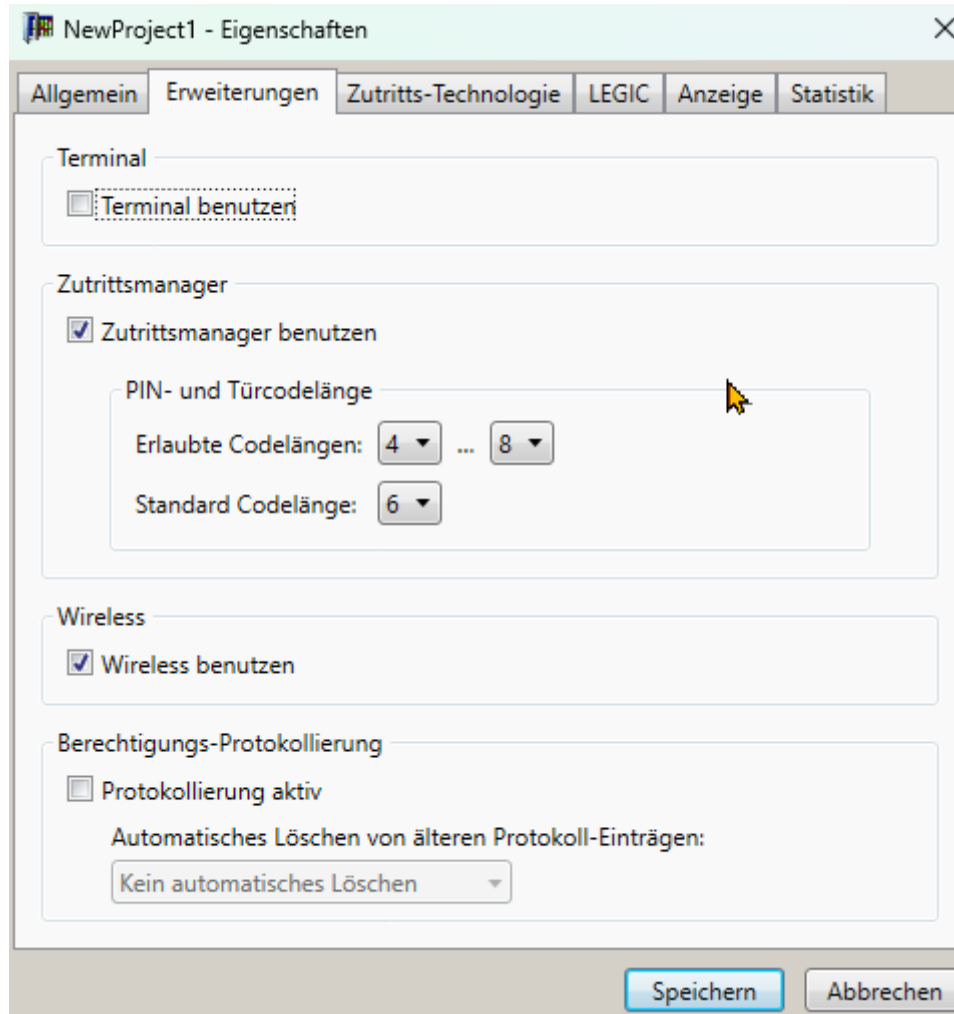 NewProject1 - Eigenschaften
Allgemein Erweiterungen Zutritts-Technologie LEGIC Anzeige Statistik
Terminal
Terminal benutzen
Zutrittsmanager
Zutrittsmanager benutzen
PIN- und Türcodelänge
Erlaubte Codelängen: 4 ... 8
Standard Codelänge: 6
Wireless
Wireless benutzen
Berechtigungs-Protokollierung
Protokollierung aktiv
Automatisches Löschen von älteren Protokoll-Einträgen:
Kein automatisches Löschen
Speichern Abbrechen